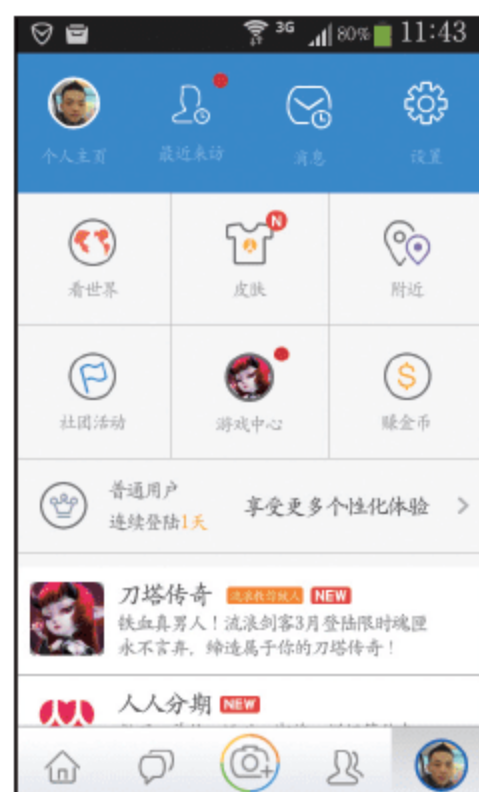 3G 80% 11:43
个人主页 最近来访 消息 设置
N
看世界 皮肤 附近
社团活动 游戏中心 赚金币
$
普通用户
连续登陆1天 享受更多个性化体验
刀塔传奇 NEW
铁血真男人！流浪剑客3月登陆限时魂匣
永不言弃，缔造属于你的刀塔传奇！
人人分期 NEW